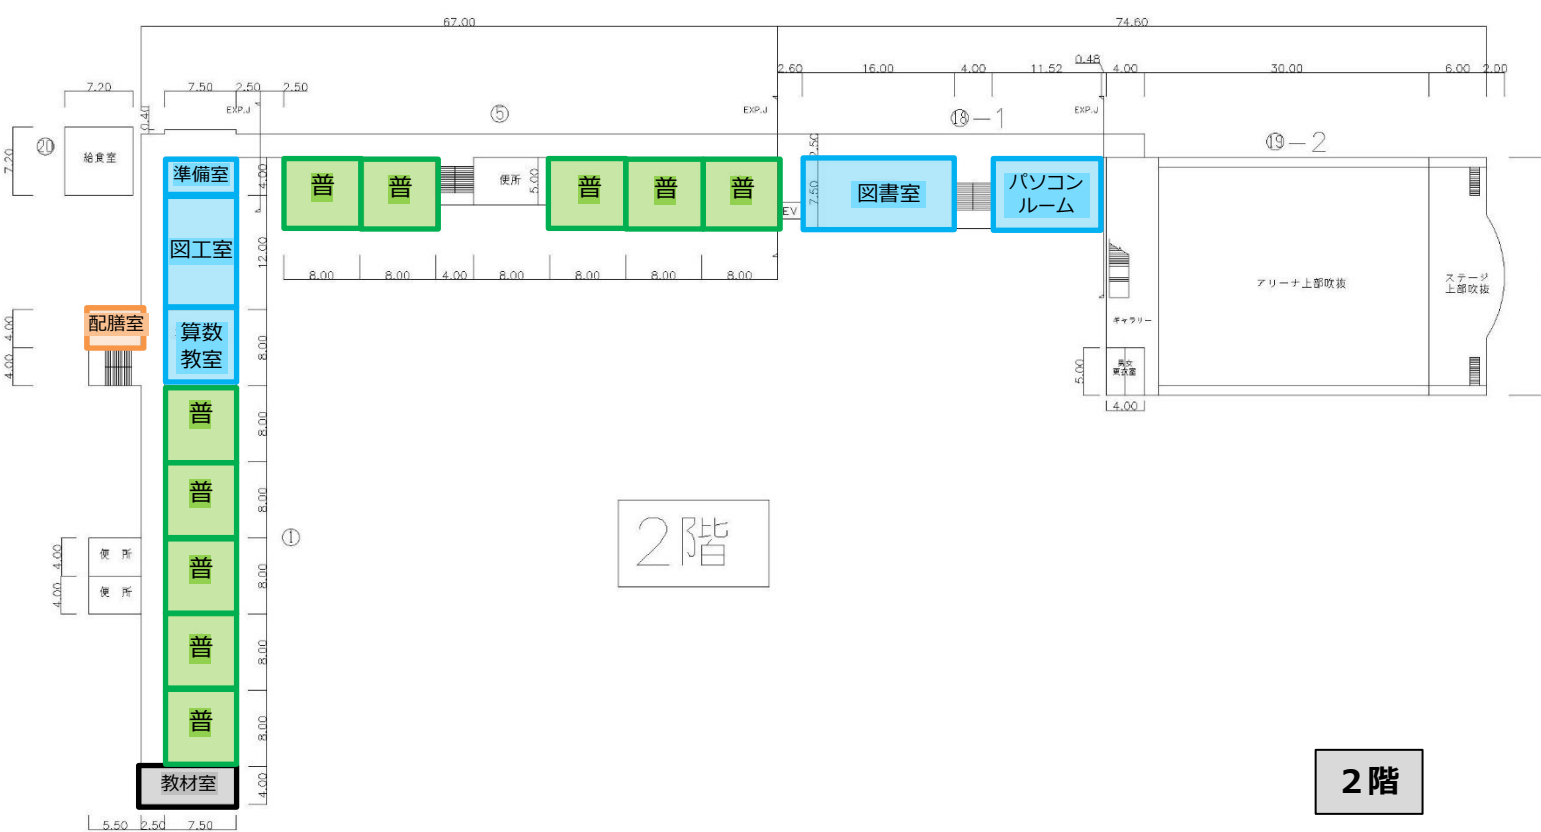 67.00
74.60
0.48
2.60
16.00
4.00
11.52
4.00
30.00
6.00
2.00
7.20
7.50
2.50
2.50
0.40
EXP.J
⑤
EXP.J
⑱-1
EXP.J
⑲-2
7.20
⑳
給食室
準備室
4.00
普
普
便所
5.00
普
普
普
EV
2.50
7.50
図書室
パソコン
ルーム
図工室
12.00
8.00
8.00
4.00
8.00
8.00
8.00
8.00
アリーナ上部吹抜
ステージ
上部吹抜
ギャラリー
4.00
4.00
配膳室
算数
教室
8.00
5.00
男女
更衣室
4.00
普
8.00
普
8.00
①
2階
4.00
4.00
便 所
便 所
普
8.00
普
8.00
普
8.00
教材室
4.00
5.50
2.50
7.50
2階